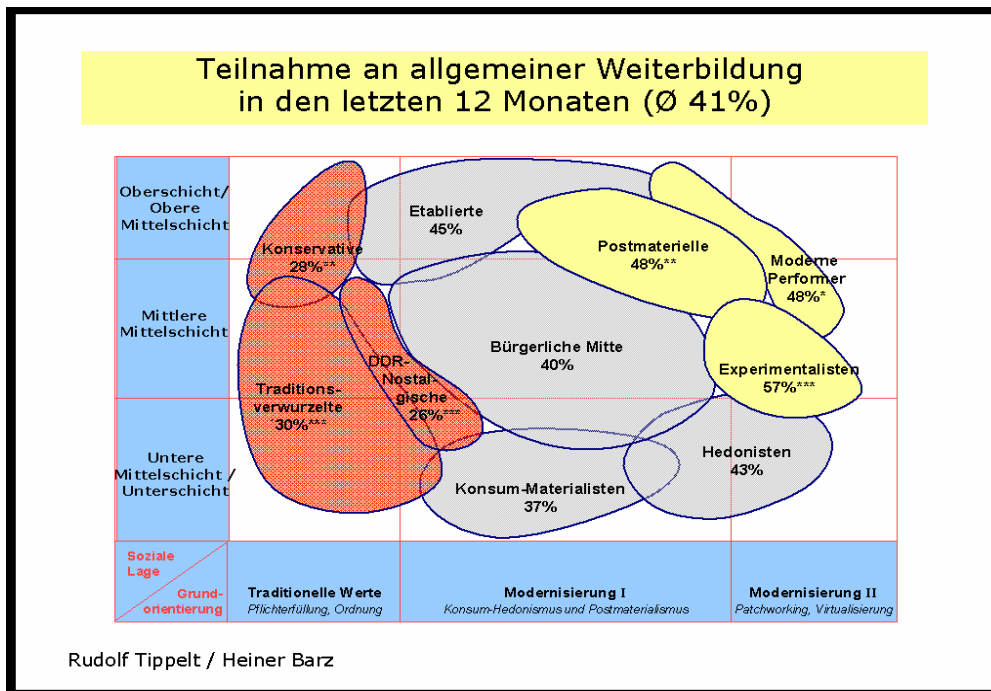 Teilnahme an allgemeiner Weiterbildung
in den letzten 12 Monaten (Ø 41%)
Oberschicht/
Obere
Mittelschicht
Mittlere
Mittelschicht
Untere
Mittelschicht /
Unterschicht
Konservative
28%**
Etablierte
45%
Postmaterielle
48%**
Moderne
Performer
48%*
Traditions-
verwurzelte
30%***
DDR-
Nostal-
gische
26%***
Bürgerliche Mitte
40%
Experimentalisten
57%***
Konsum-Materialisten
37%
Hedonisten
43%
Soziale
Lage
Grund-
orientierung
Traditionelle Werte
Pflichterfüllung, Ordnung
Modernisierung I
Konsum-Hedonismus und Postmaterialismus
Modernisierung II
Patchworking, Virtualisierung
Rudolf Tippelt / Heiner Barz